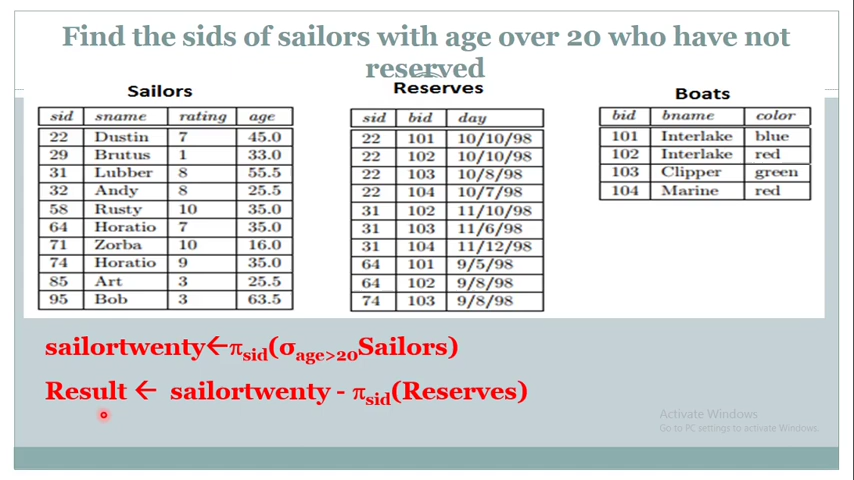 Find the sids of sailors with age over 20 who have not
reserved
Sailors
sid sname rating age
22 Dustin 7 45.0
29 Brutus 1 33.0
31 Lubber 8 55.5
32 Andy 8 25.5
58 Rusty 10 35.0
64 Horatio 7 35.0
71 Zorba 10 16.0
74 Horatio 9 35.0
85 Art 3 25.5
95 Bob 3 63.5
Reserves
sid bid day
22 101 10/10/98
22 102 10/10/98
22 103 10/8/98
22 104 10/7/98
31 102 11/10/98
31 103 11/6/98
31 104 11/12/98
64 101 9/5/98
64 102 9/8/98
74 103 9/8/98
Boats
bid bname color
101 Interlake blue
102 Interlake red
103 Clipper green
104 Marine red
sailortwenty←πsid(σage>20Sailors)
Result ← sailortwenty - πsid(Reserves)
Activate Windows
Go to PC settings to activate Windows.